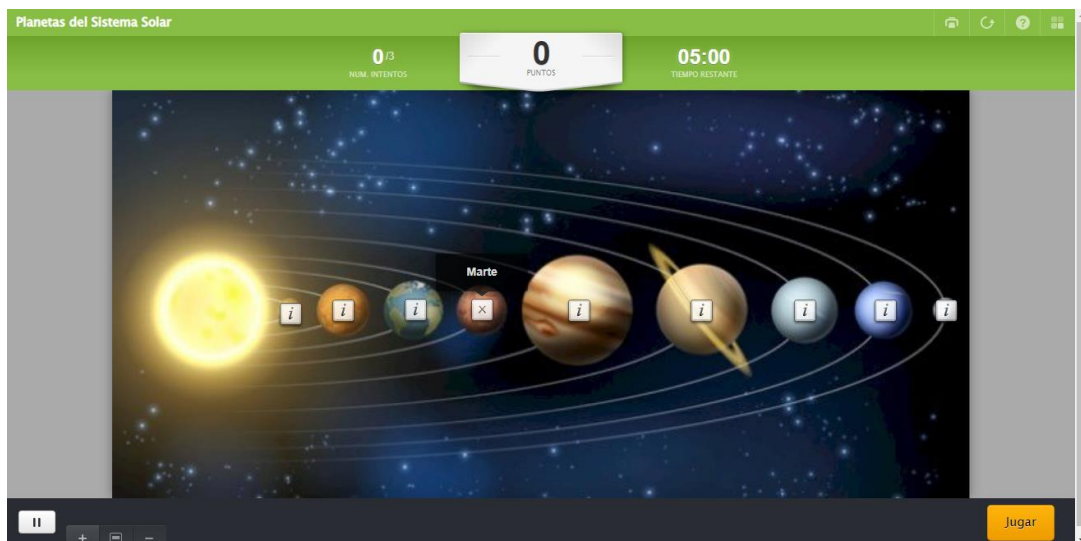 Planetas del Sistema Solar
0/3
NUM. INTENTOS
0
PUNTOS
05:00
TIEMPO RESTANTE
Marte
i i i × i i i i i
Jugar